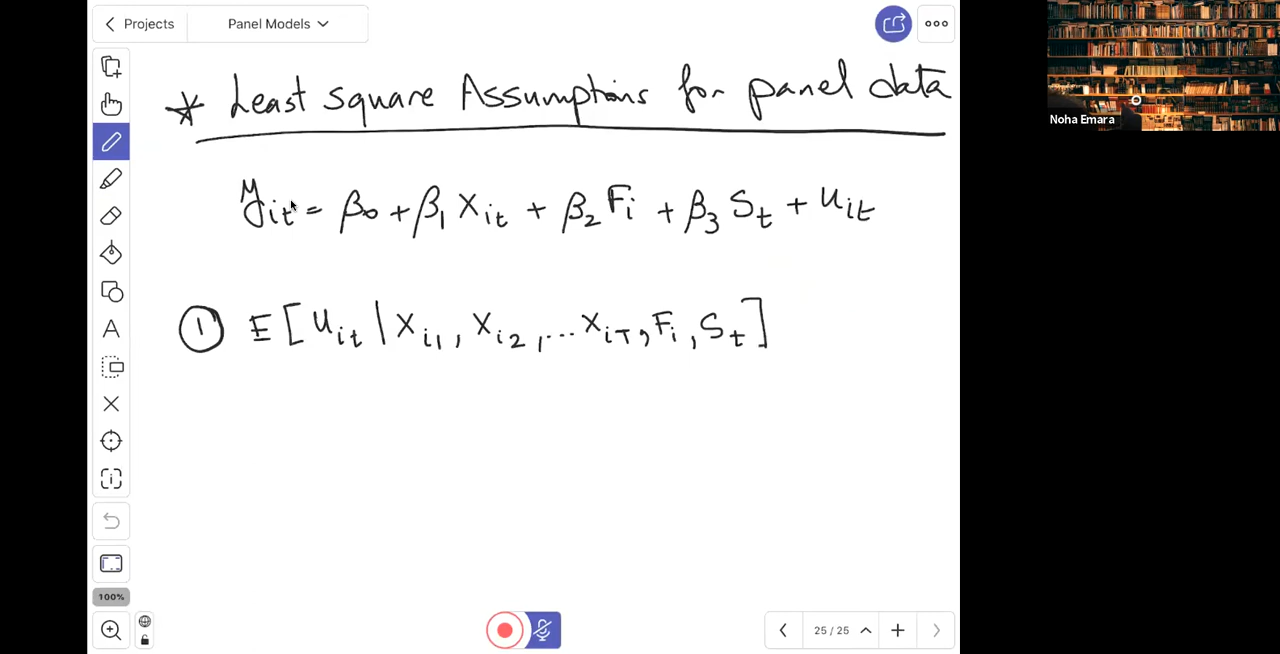 Projects
Panel Models
* Least square Assumptions for panel data
yit = β0 + β1 Xit + β2 Fi + β3 St + uit
① E [ uit | Xi1, Xi2, ... XiT, Fi, St ]
A
100%
25 / 25
Noha Emara